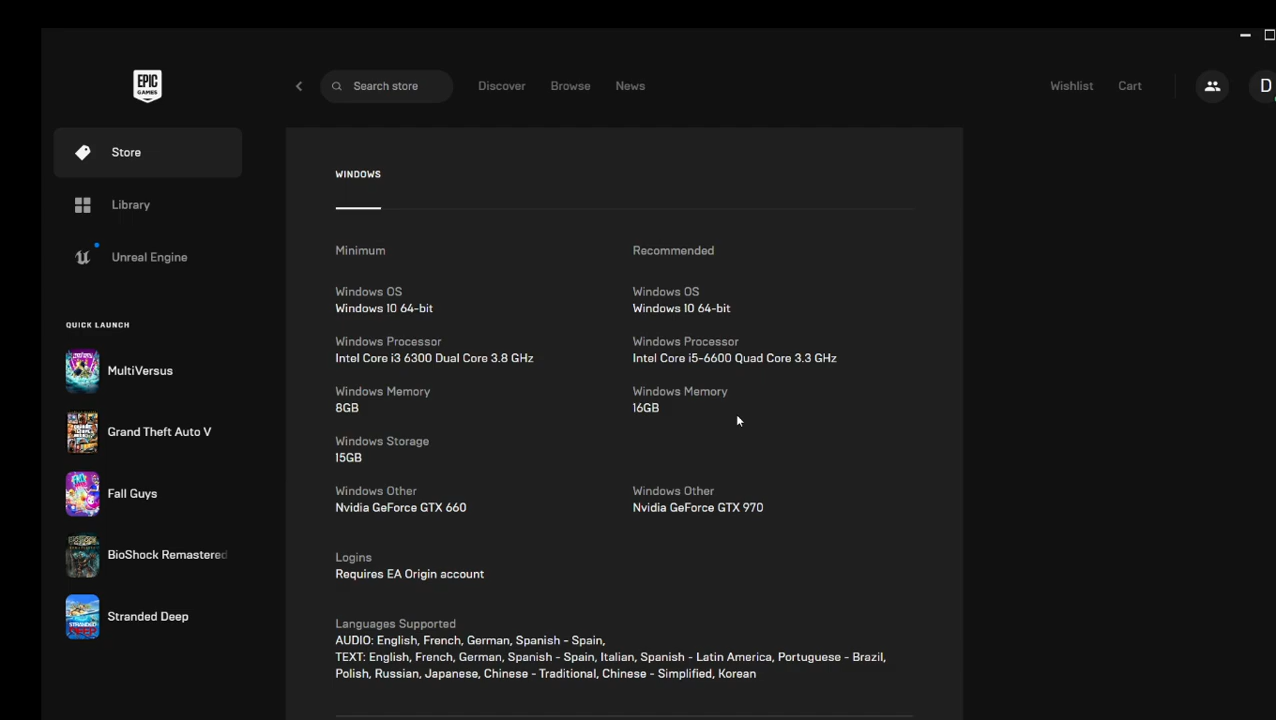 EPIC
GAMES
Search store
Discover
Browse
News
Wishlist
Cart
D
Store
Library
Unreal Engine
QUICK LAUNCH
MultiVersus
Grand Theft Auto V
Fall Guys
BioShock Remastered
Stranded Deep
WINDOWS
Minimum
Recommended
Windows OS
Windows 10 64-bit
Windows OS
Windows 10 64-bit
Windows Processor
Intel Core i3 6300 Dual Core 3.8 GHz
Windows Processor
Intel Core i5-6600 Quad Core 3.3 GHz
Windows Memory
8GB
Windows Memory
16GB
Windows Storage
15GB
Windows Other
Nvidia GeForce GTX 660
Windows Other
Nvidia GeForce GTX 970
Logins
Requires EA Origin account
Languages Supported
AUDIO: English, French, German, Spanish - Spain,
TEXT: English, French, German, Spanish - Spain, Italian, Spanish - Latin America, Portuguese - Brazil,
Polish, Russian, Japanese, Chinese - Traditional, Chinese - Simplified, Korean